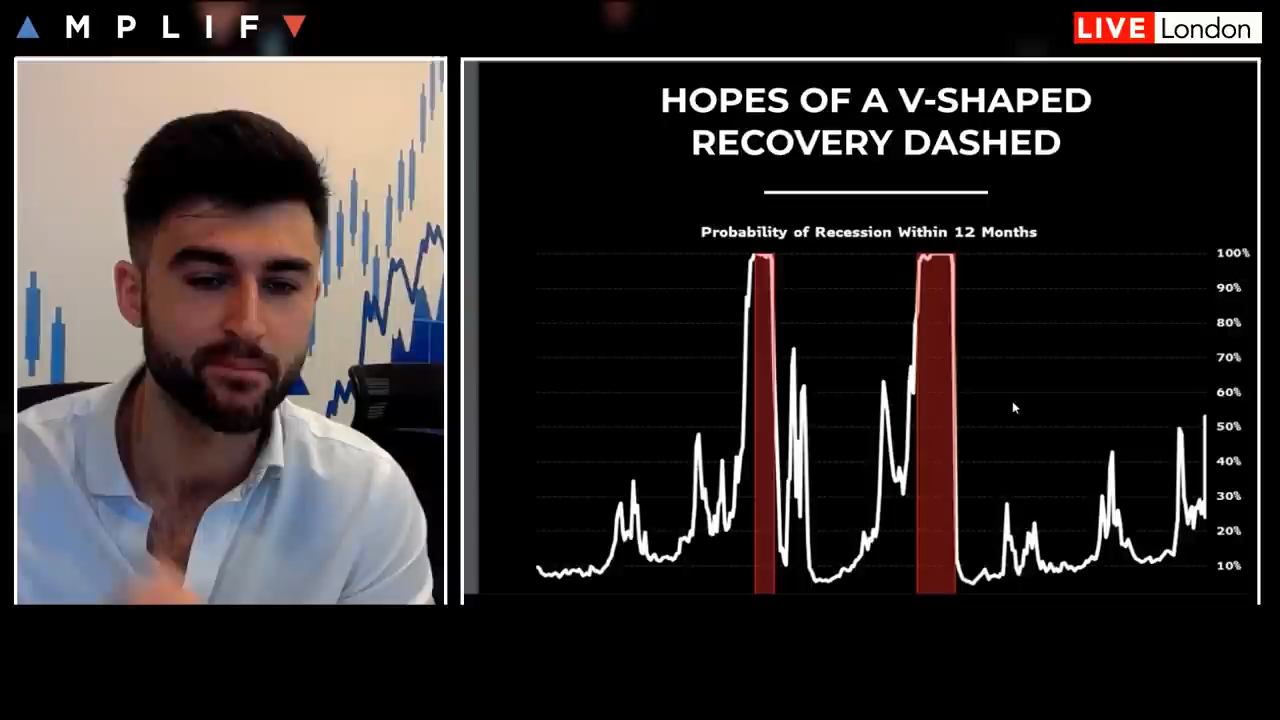 MPLIF
LIVE London
HOPES OF A V-SHAPED
RECOVERY DASHED
Probability of Recession Within 12 Months
100%
90%
80%
70%
60%
50%
40%
30%
20%
10%